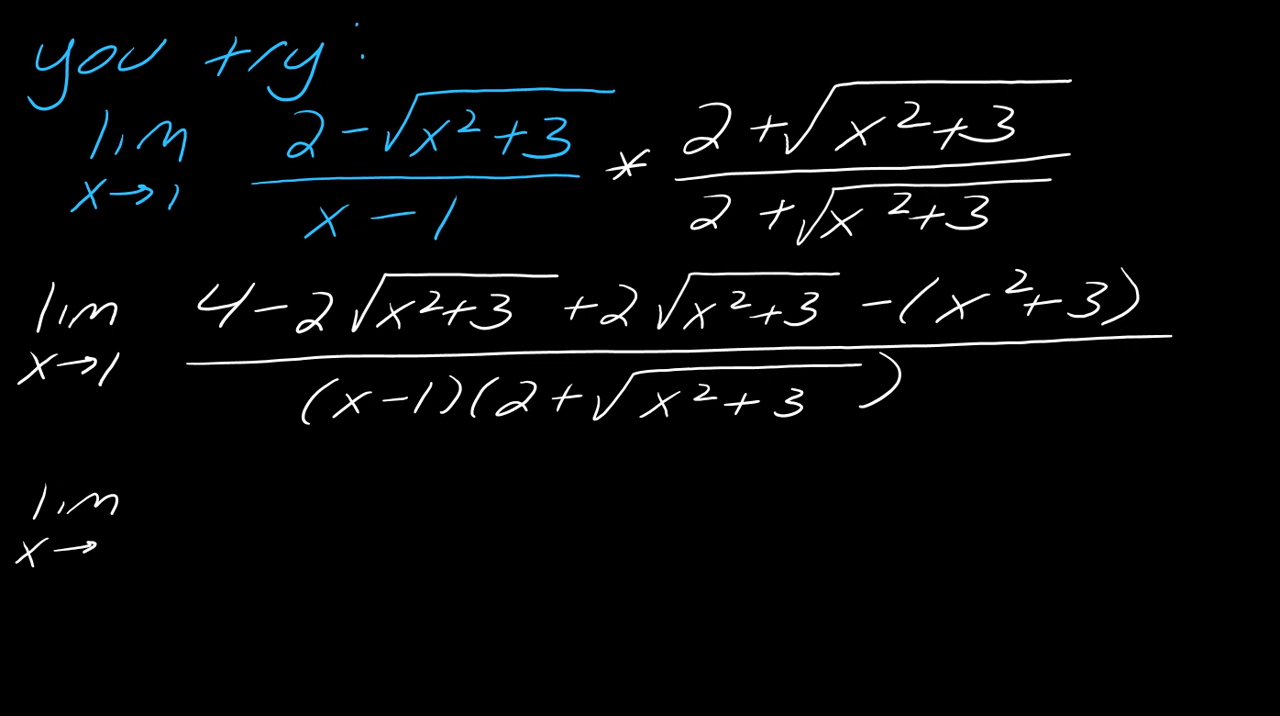 you try:
lim x→1 (2 - √(x² + 3)) / (x - 1) * (2 + √(x² + 3)) / (2 + √(x² + 3))
lim x→1 (4 - 2√(x² + 3) + 2√(x² + 3) - (x² + 3)) / ((x - 1)(2 + √(x² + 3)))
lim x→